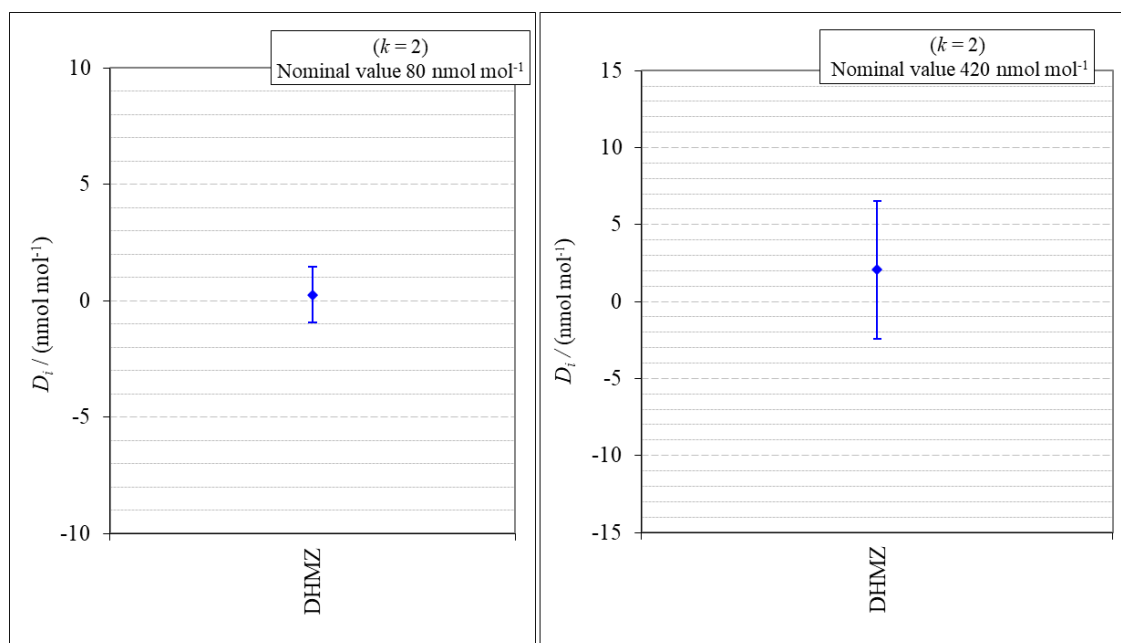 (k = 2)
Nominal value 80 nmol mol⁻¹
10
5
0
-5
-10
Dᵢ / (nmol mol⁻¹)
DHMZ
(k = 2)
Nominal value 420 nmol mol⁻¹
15
10
5
0
-5
-10
-15
Dᵢ / (nmol mol⁻¹)
DHMZ